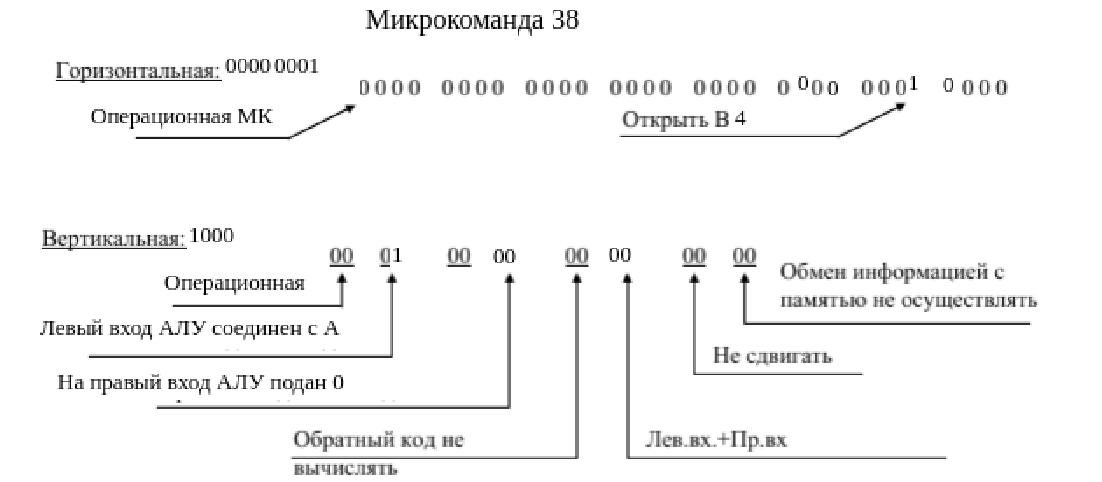 Микрокоманда 38
Горизонтальная: 00000001
0000 0000 0000 0000 0000 0000 0001 0000
Операционная МК
Открыть В 4
Вертикальная: 1000
00 01 00 00 00 00 00 00
Операционная
Обмен информацией с
памятью не осуществлять
Левый вход АЛУ соединен с А
Не сдвигать
На правый вход АЛУ подан 0
Обратный код не
вычислять
Лев.вх.+Пр.вх